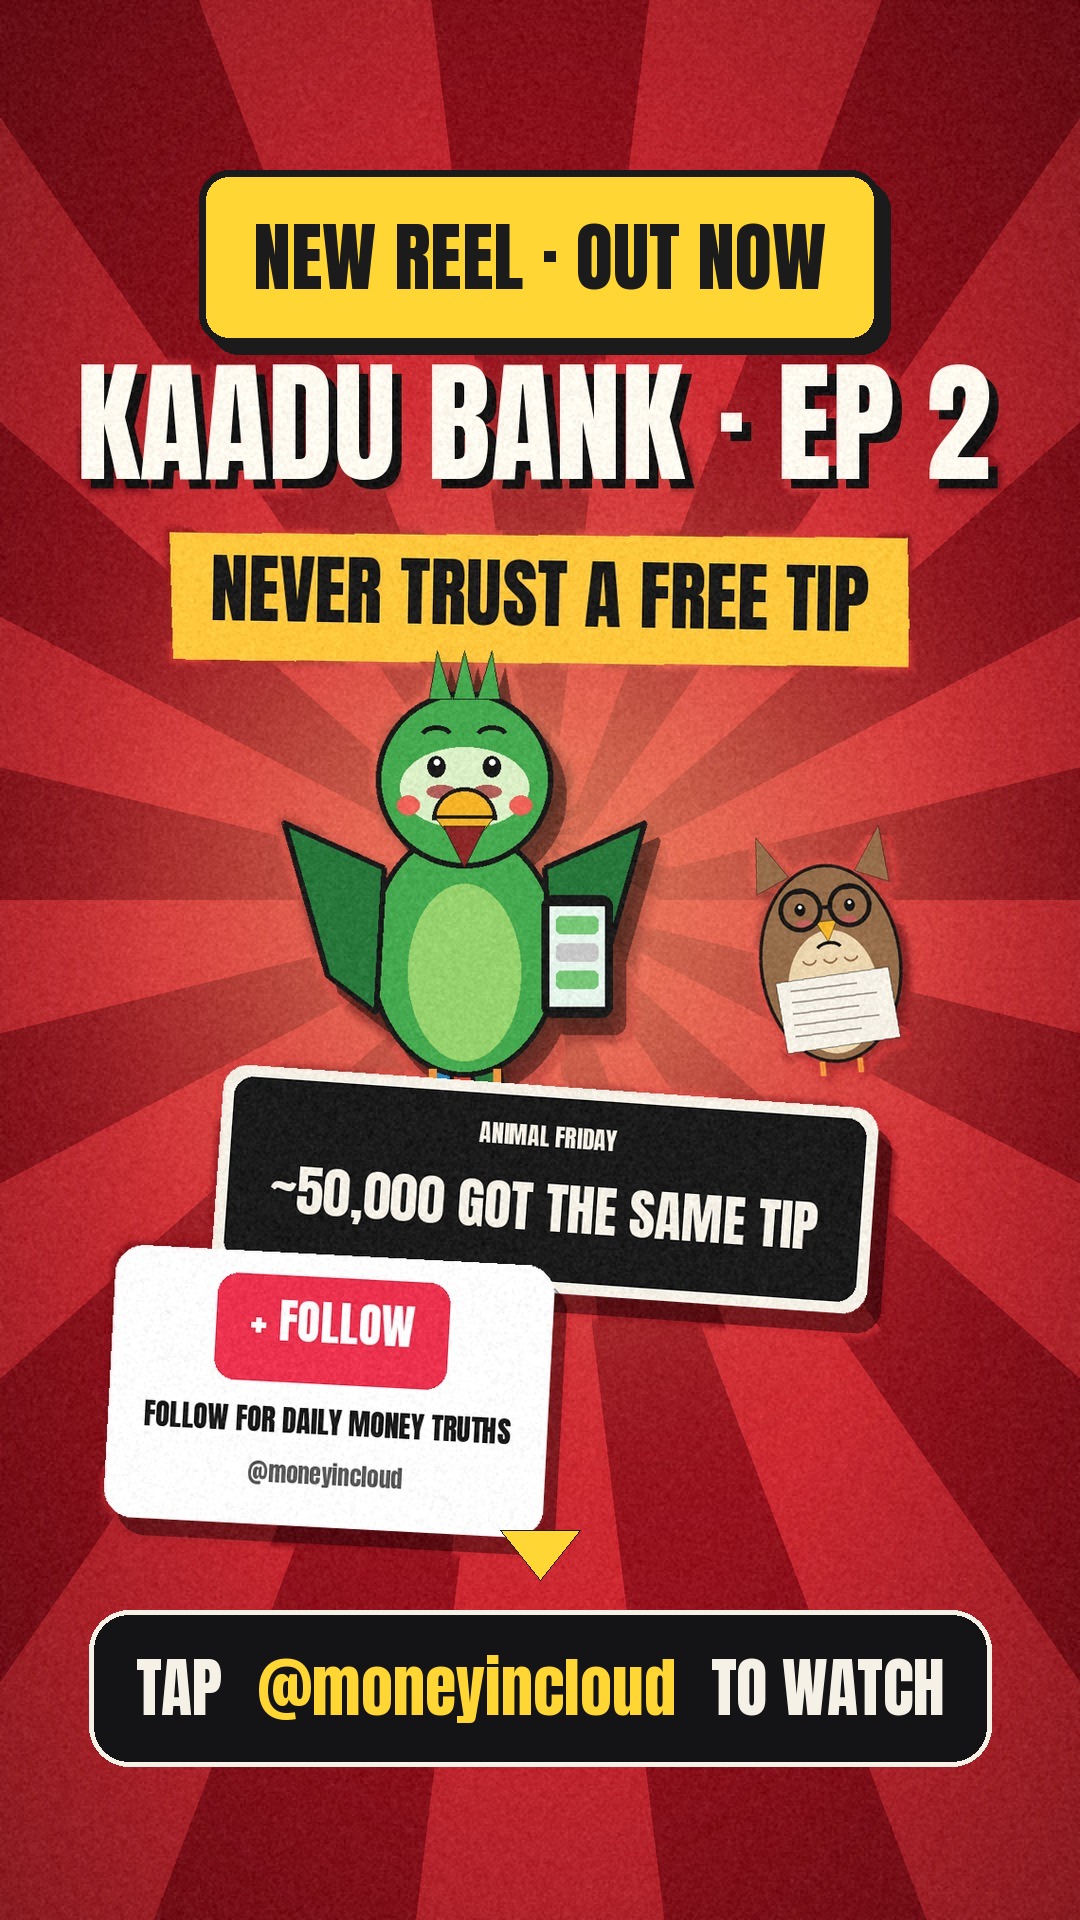 NEW REEL · OUT NOW
KAADU BANK · EP 2
NEVER TRUST A FREE TIP
ANIMAL FRIDAY
~50,000 GOT THE SAME TIP
+ FOLLOW
FOLLOW FOR DAILY MONEY TRUTHS
@moneyincloud
TAP @moneyincloud TO WATCH